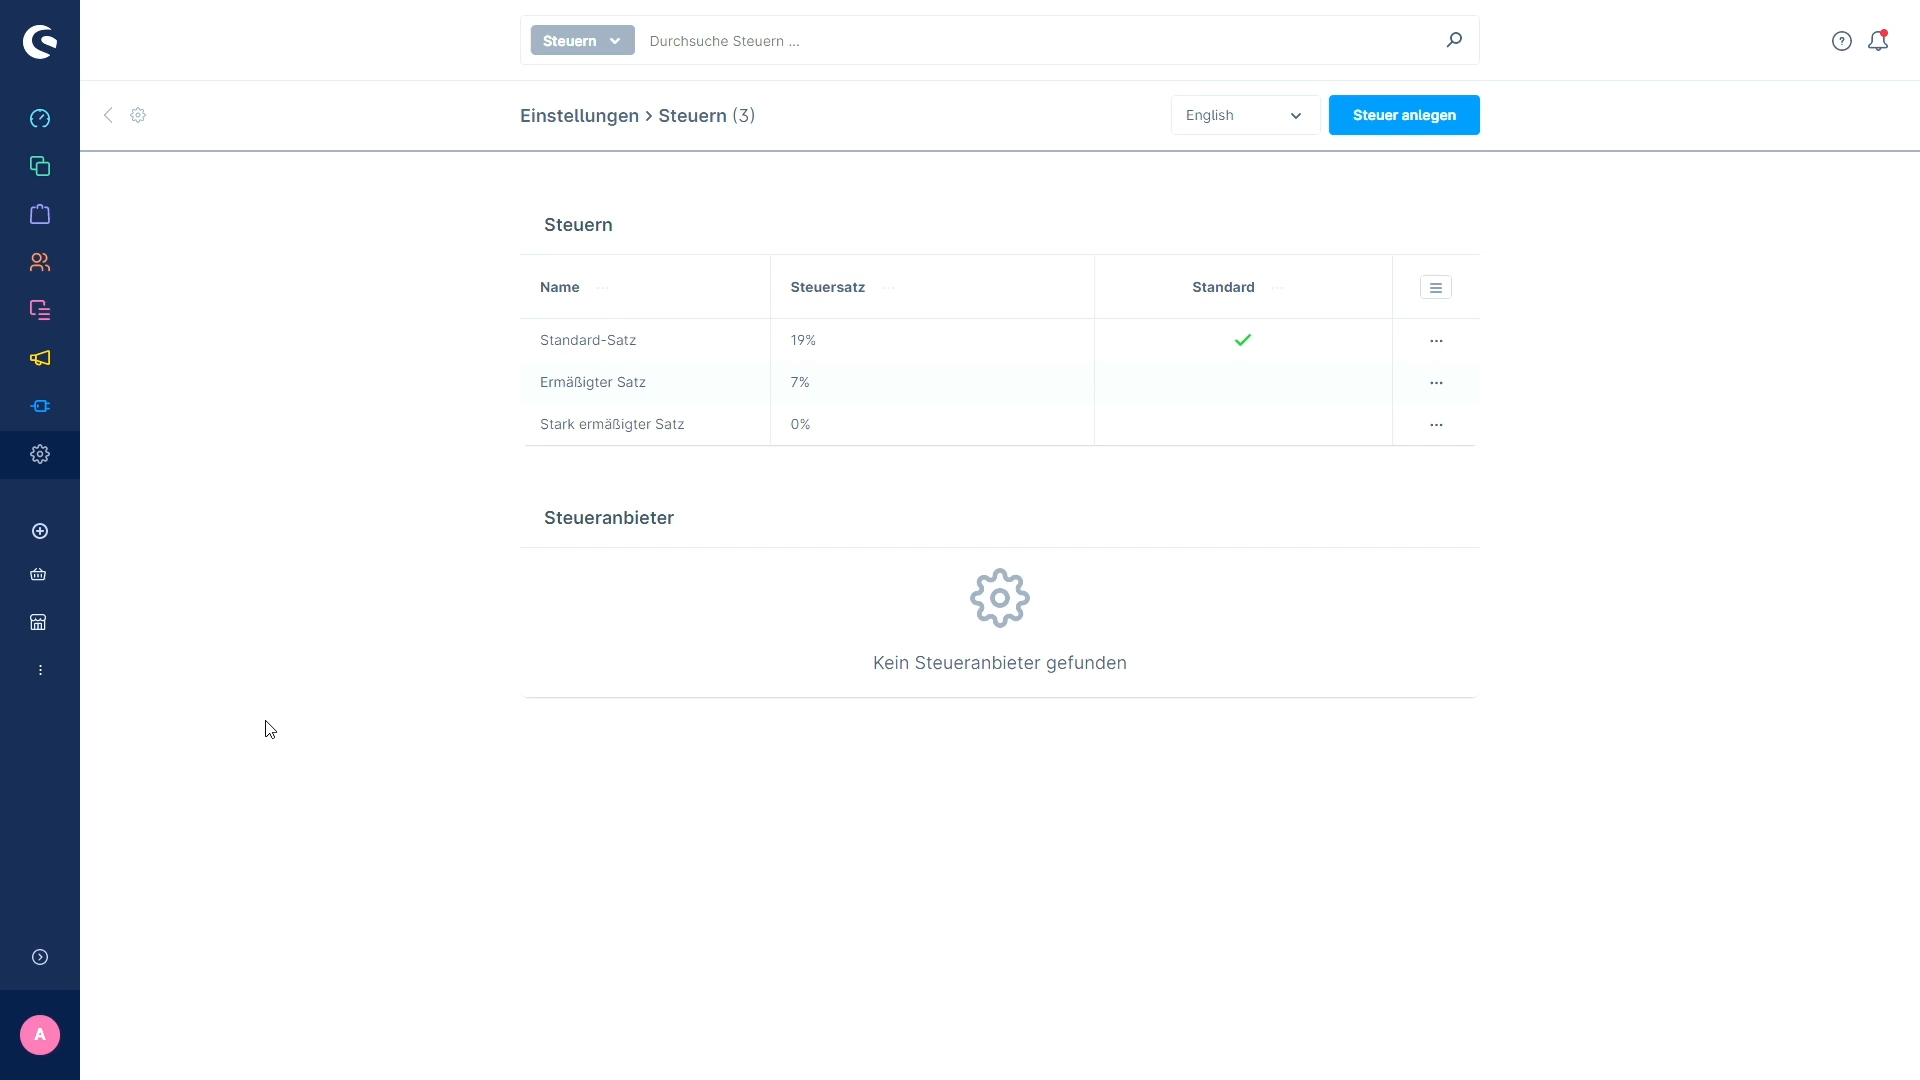 Steuern
Durchsuche Steuern ...
Einstellungen > Steuern (3)
English
Steuer anlegen
Steuern
Name
Steuersatz
Standard
Standard-Satz
19%
Ermäßigter Satz
7%
Stark ermäßigter Satz
0%
Steueranbieter
Kein Steueranbieter gefunden
A